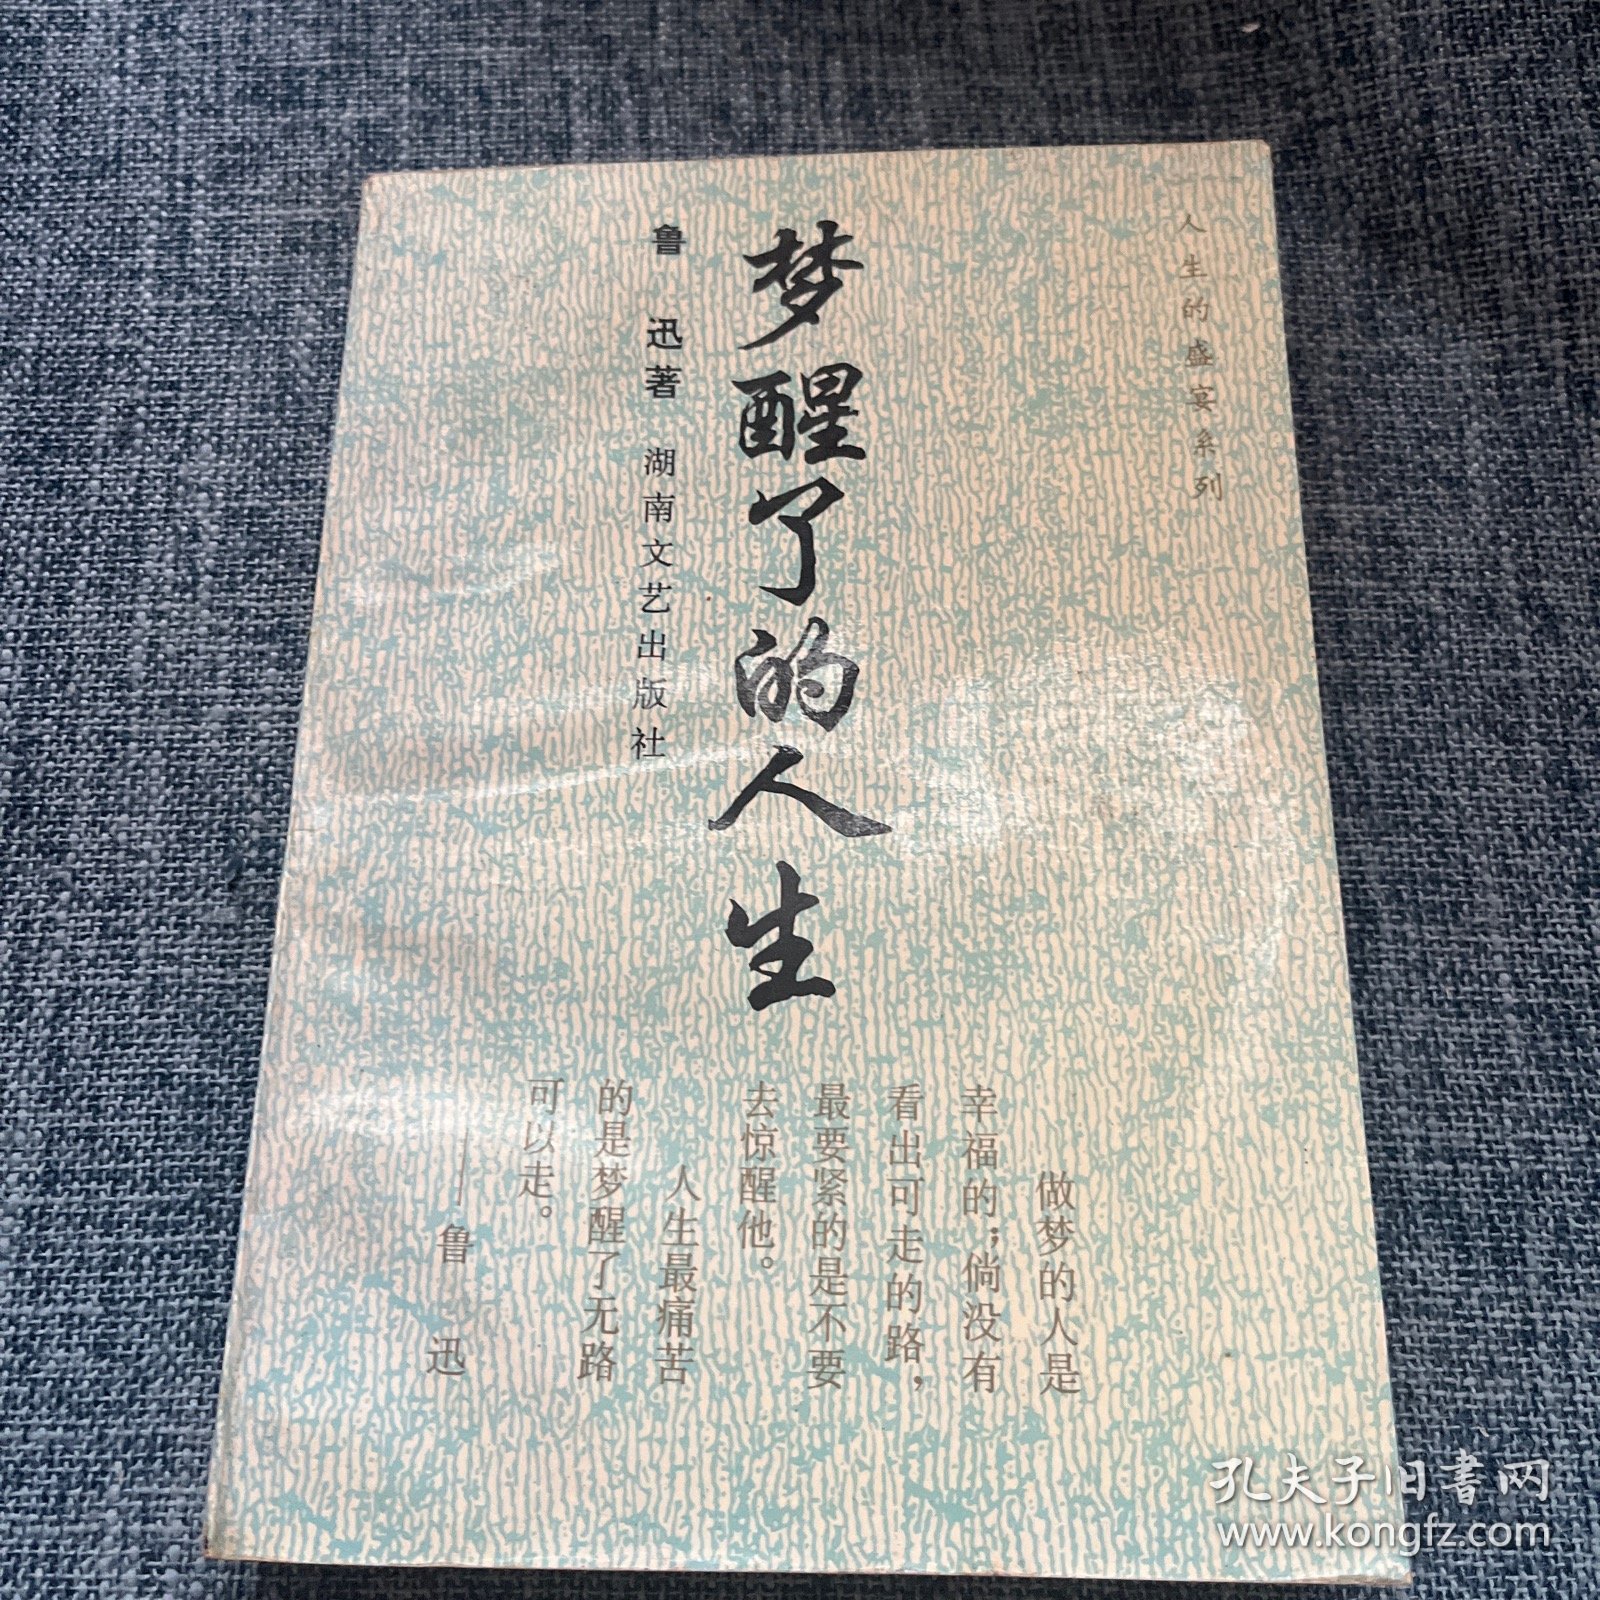 人生的盛宴系列
梦醒了的人生
鲁迅著 湖南文艺出版社
做梦的人是
幸福的；倘没有
看出可走的路，
最要紧的是不要
去惊醒他。
人生最痛苦
的是梦醒了无路
可以走。
——鲁迅
孔夫子旧书网
www.kongfz.com